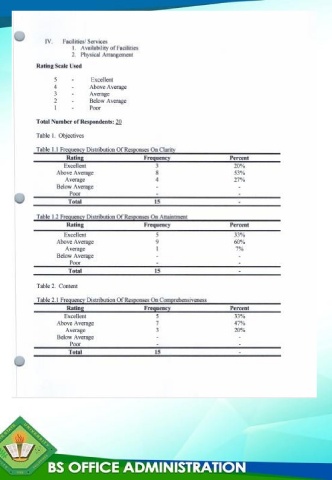 IV. Facilities/ Services
1. Availability of Facilities
2. Physical Arrangement
Rating Scale Used
5 - Excellent
4 - Above Average
3 - Average
2 - Below Average
1 - Poor
Total Number of Respondents: 20
Table 1. Objectives
Table 1.1 Frequency Distribution Of Responses On Clarity
Rating Frequency Percent
Excellent 3 20%
Above Average 8 53%
Average 4 27%
Below Average - -
Poor - -
Total 15 -
Table 1.2 Frequency Distribution Of Responses On Attainment
Rating Frequency Percent
Excellent 5 33%
Above Average 9 60%
Average 1 7%
Below Average - -
Poor - -
Total 15 -
Table 2. Content
Table 2.1 Frequency Distribution Of Responses On Comprehensiveness
Rating Frequency Percent
Excellent 5 33%
Above Average 7 47%
Average 3 20%
Below Average - -
Poor - -
Total 15 -
BS OFFICE ADMINISTRATION